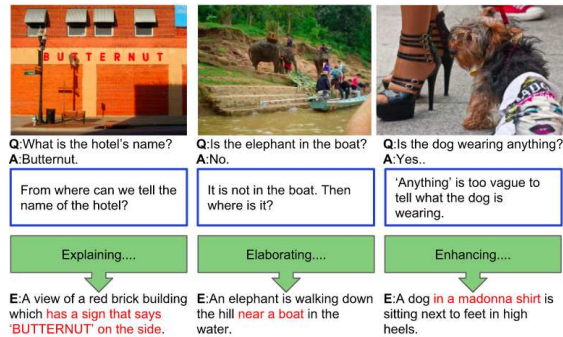 BUTTERNUT
Q:What is the hotel's name?
A:Butternut.
From where can we tell the
name of the hotel?
Explaining....
E:A view of a red brick building
which has a sign that says
'BUTTERNUT' on the side.
Q:Is the elephant in the boat?
A:No.
It is not in the boat. Then
where is it?
Elaborating....
E:An elephant is walking down
the hill near a boat in the
water.
Q:Is the dog wearing anything?
A:Yes..
'Anything' is too vague to
tell what the dog is
wearing.
Enhancing....
E:A dog in a madonna shirt is
sitting next to feet in high
heels.